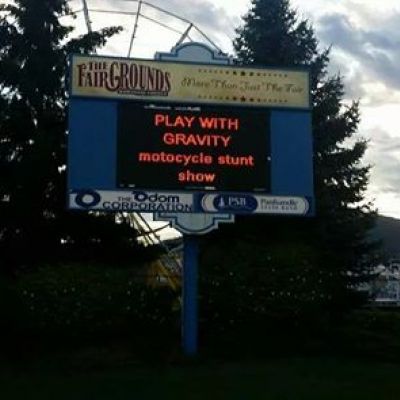 THE
FAIRGROUNDS
More Than Just The Fair
PLAY WITH
GRAVITY
motocycle stunt
show
THE Odom
CORPORATION
PSB
Panhandle
STATE BANK